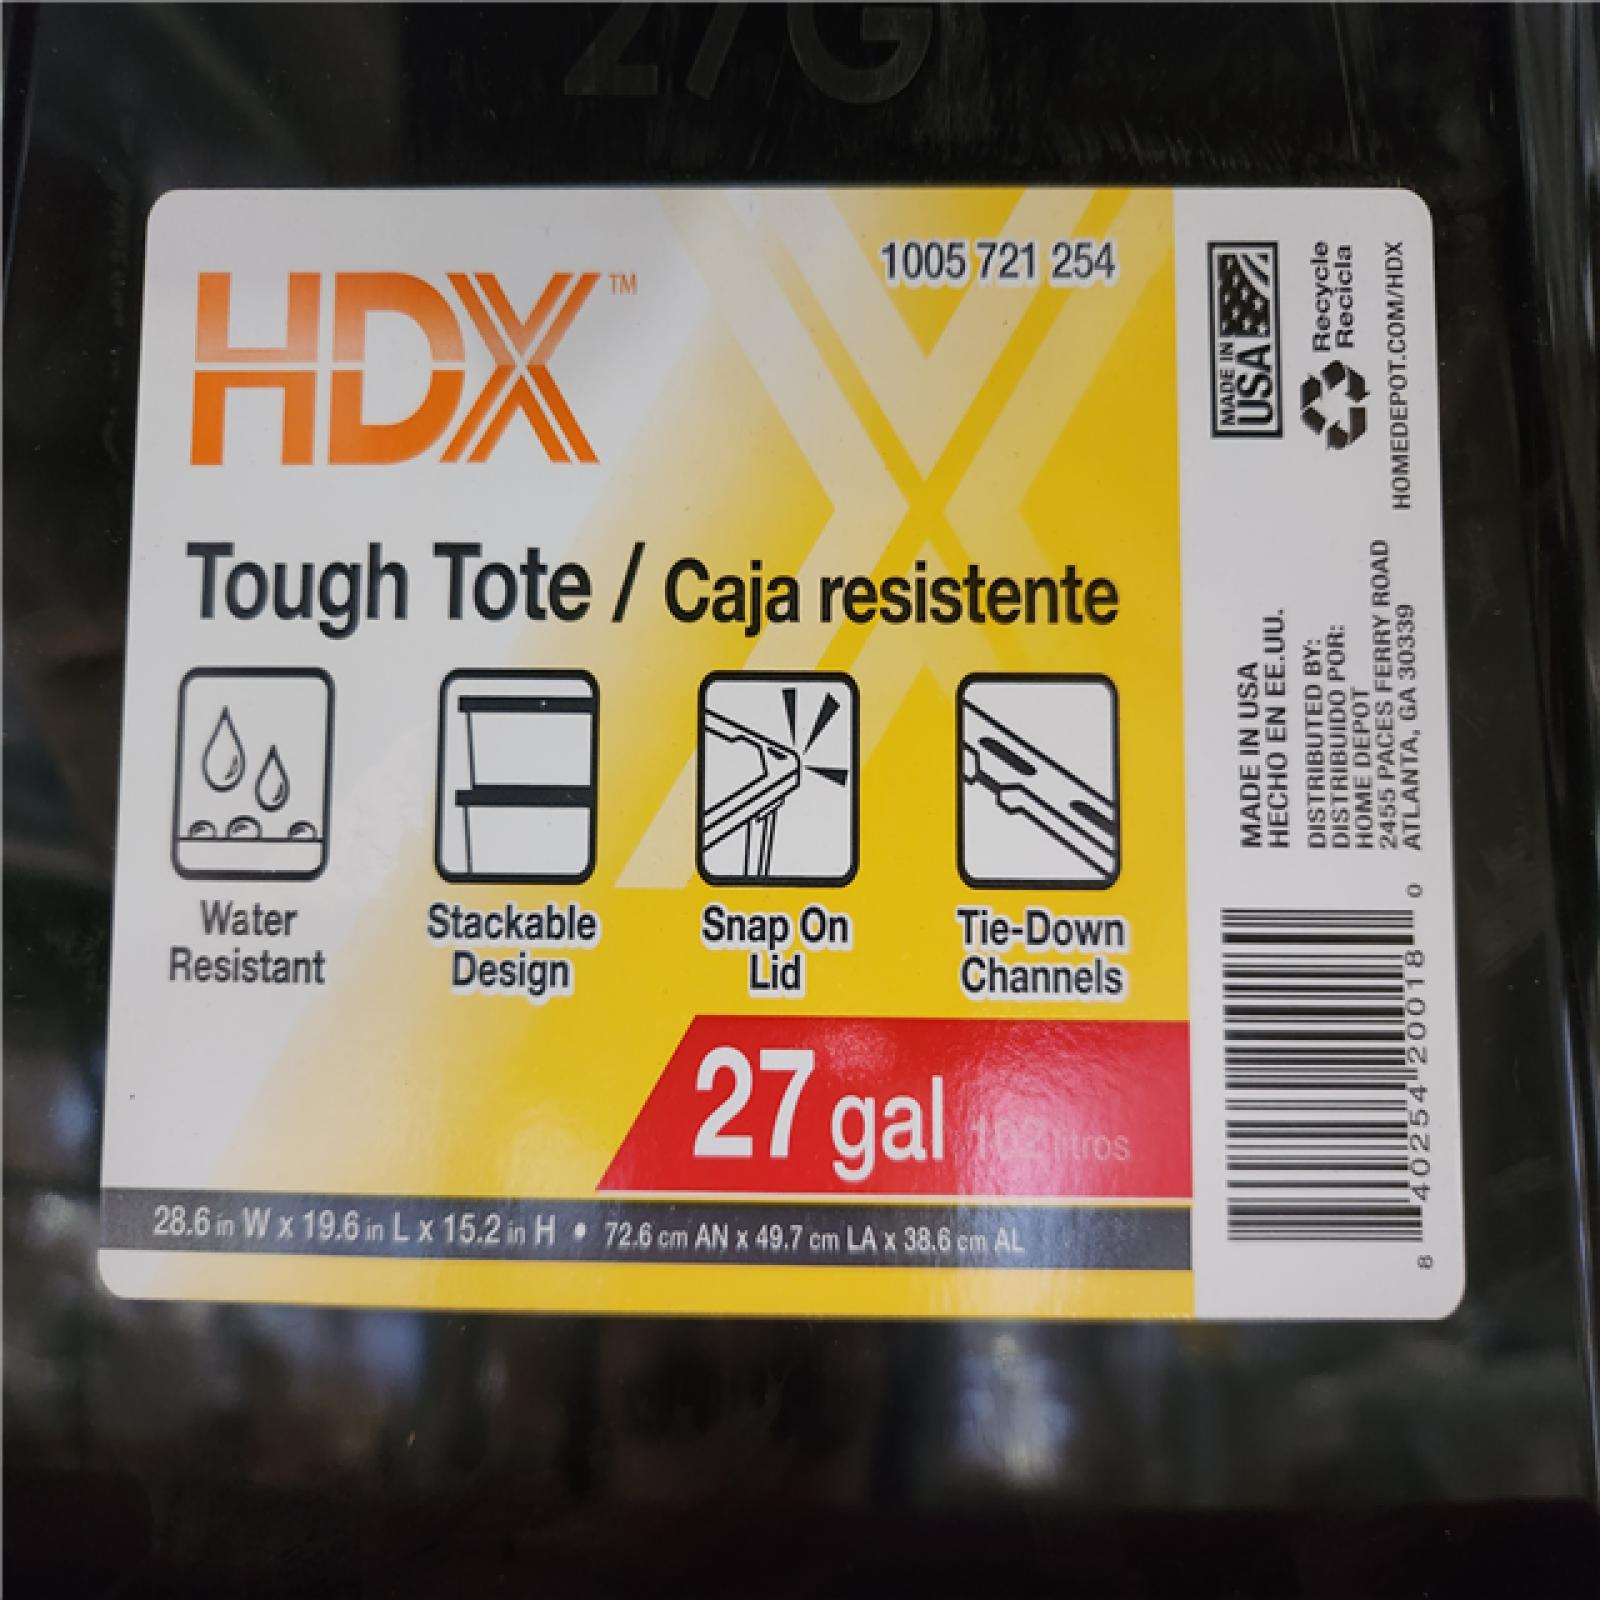 27G
HDX™
1005 721 254
Tough Tote / Caja resistente
Water
Resistant
Stackable
Design
Snap On
Lid
Tie-Down
Channels
27 gal 102 litros
28.6 in W x 19.6 in L x 15.2 in H • 72.6 cm AN x 49.7 cm LA x 38.6 cm AL
MADE IN
USA
Recycle
Recicla
HOMEDEPOT.COM/HDX
MADE IN USA
HECHO EN EE.UU.
DISTRIBUTED BY:
DISTRIBUIDO POR:
HOME DEPOT
2455 PACES FERRY ROAD
ATLANTA, GA 30339
8 40254 20018 0